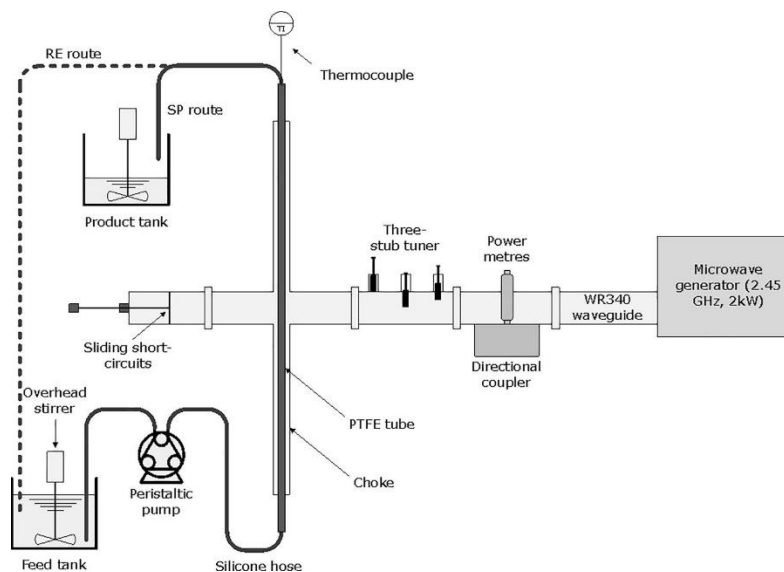 TI
RE route
Thermocouple
SP route
Product tank
Three-
stub tuner
Power
metres
Microwave
generator (2.45
GHz, 2kW)
WR340
waveguide
Sliding short-
circuits
Directional
coupler
Overhead
stirrer
PTFE tube
Choke
Peristaltic
pump
Feed tank
Silicone hose